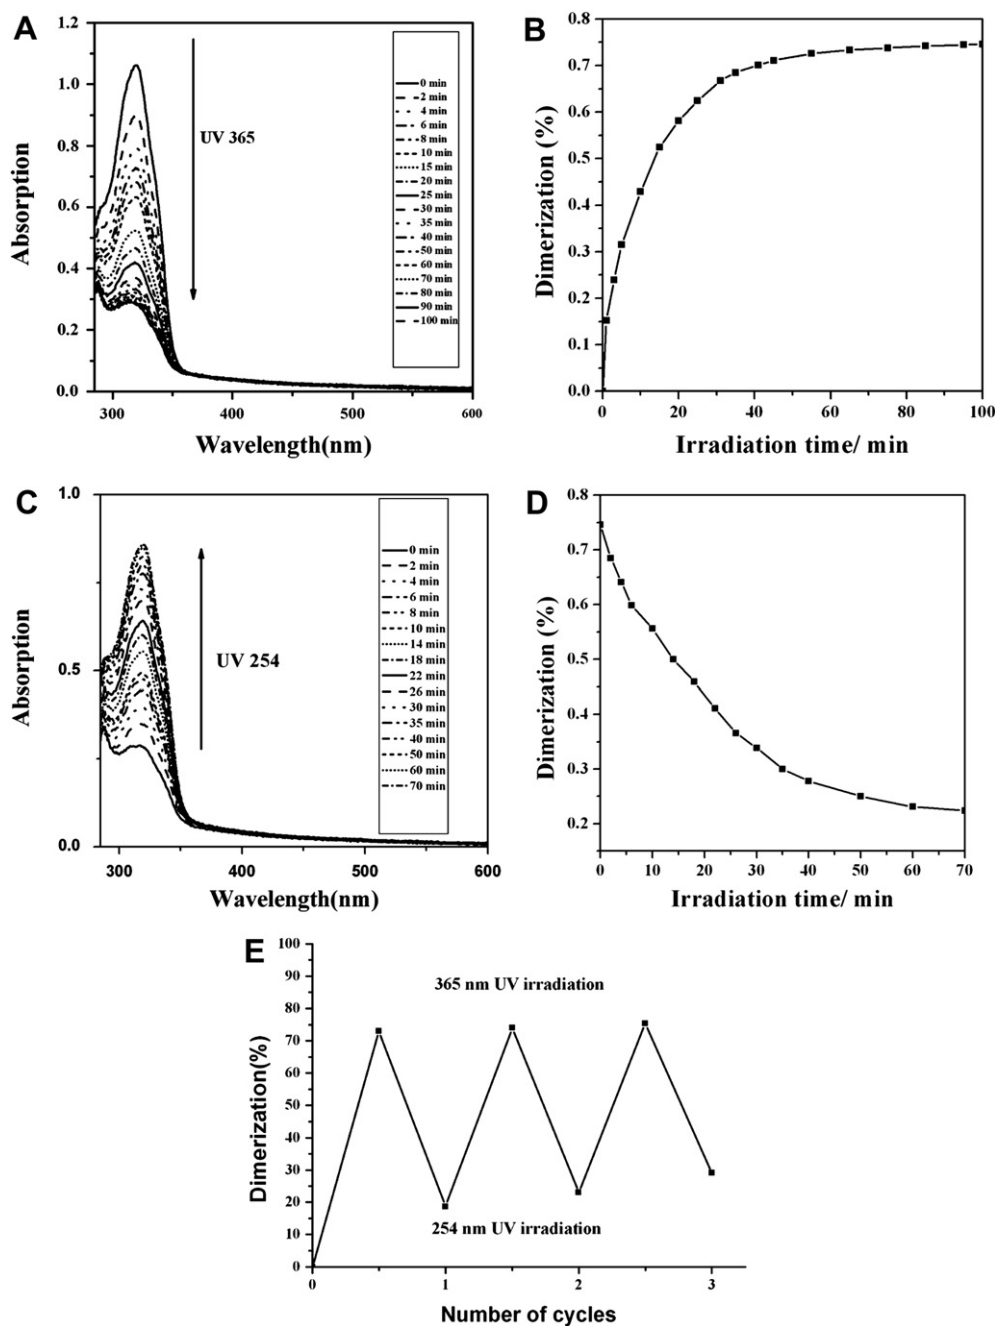 A
1.2
1.0
0.8
0.6
0.4
0.2
0.0
Absorption
300
400
500
600
Wavelength(nm)
UV 365
0 min
2 min
4 min
6 min
8 min
10 min
15 min
20 min
25 min
30 min
35 min
40 min
50 min
60 min
70 min
80 min
90 min
100 min
B
0.8
0.7
0.6
0.5
0.4
0.3
0.2
0.1
0.0
Dimerization (%)
0
20
40
60
80
100
Irradiation time/ min
C
1.0
0.5
0.0
Absorption
300
400
500
600
Wavelength(nm)
UV 254
0 min
2 min
4 min
6 min
8 min
10 min
14 min
18 min
22 min
26 min
30 min
35 min
40 min
50 min
60 min
70 min
D
0.8
0.7
0.6
0.5
0.4
0.3
0.2
Dimerization (%)
0
10
20
30
40
50
60
70
Irradiation time/ min
E
100
90
80
70
60
50
40
30
20
10
0
Dimerization(%)
365 nm UV irradiation
254 nm UV irradiation
0
1
2
3
Number of cycles